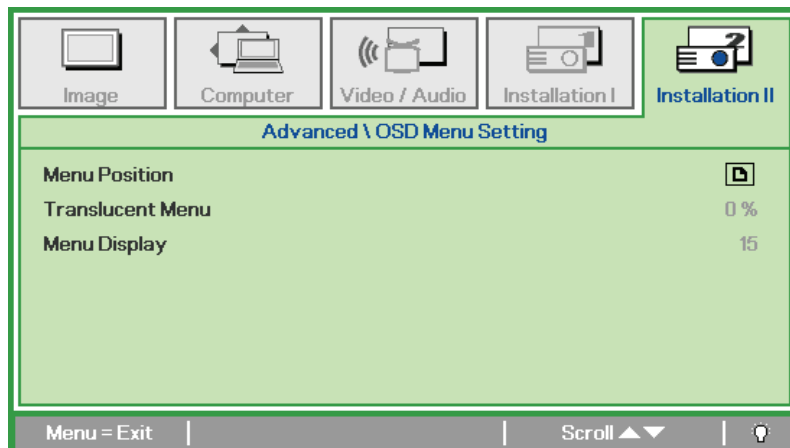 Image
Computer
Video / Audio
Installation I
Installation II
Advanced \ OSD Menu Setting
Menu Position
Translucent Menu 0 %
Menu Display 15
Menu = Exit Scroll ▲▼